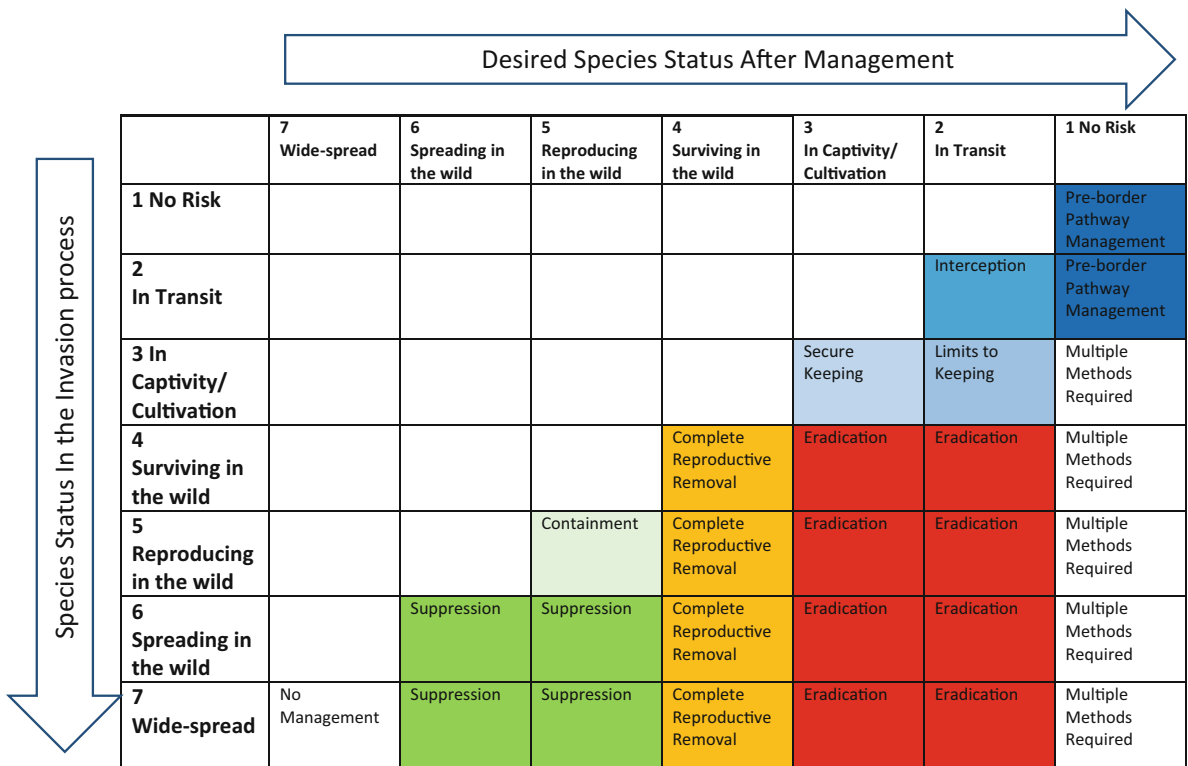 Desired Species Status After Management
Species Status In the Invasion process
7
Wide-spread
6
Spreading in
the wild
5
Reproducing
in the wild
4
Surviving in
the wild
3
In Captivity/
Cultivation
2
In Transit
1 No Risk
1 No Risk
Pre-border
Pathway
Management
2
In Transit
Interception
Pre-border
Pathway
Management
3 In
Captivity/
Cultivation
Secure
Keeping
Limits to
Keeping
Multiple
Methods
Required
4
Surviving in
the wild
Complete
Reproductive
Removal
Eradication
Eradication
Multiple
Methods
Required
5
Reproducing
in the wild
Containment
Complete
Reproductive
Removal
Eradication
Eradication
Multiple
Methods
Required
6
Spreading in
the wild
Suppression
Suppression
Complete
Reproductive
Removal
Eradication
Eradication
Multiple
Methods
Required
7
Wide-spread
No
Management
Suppression
Suppression
Complete
Reproductive
Removal
Eradication
Eradication
Multiple
Methods
Required